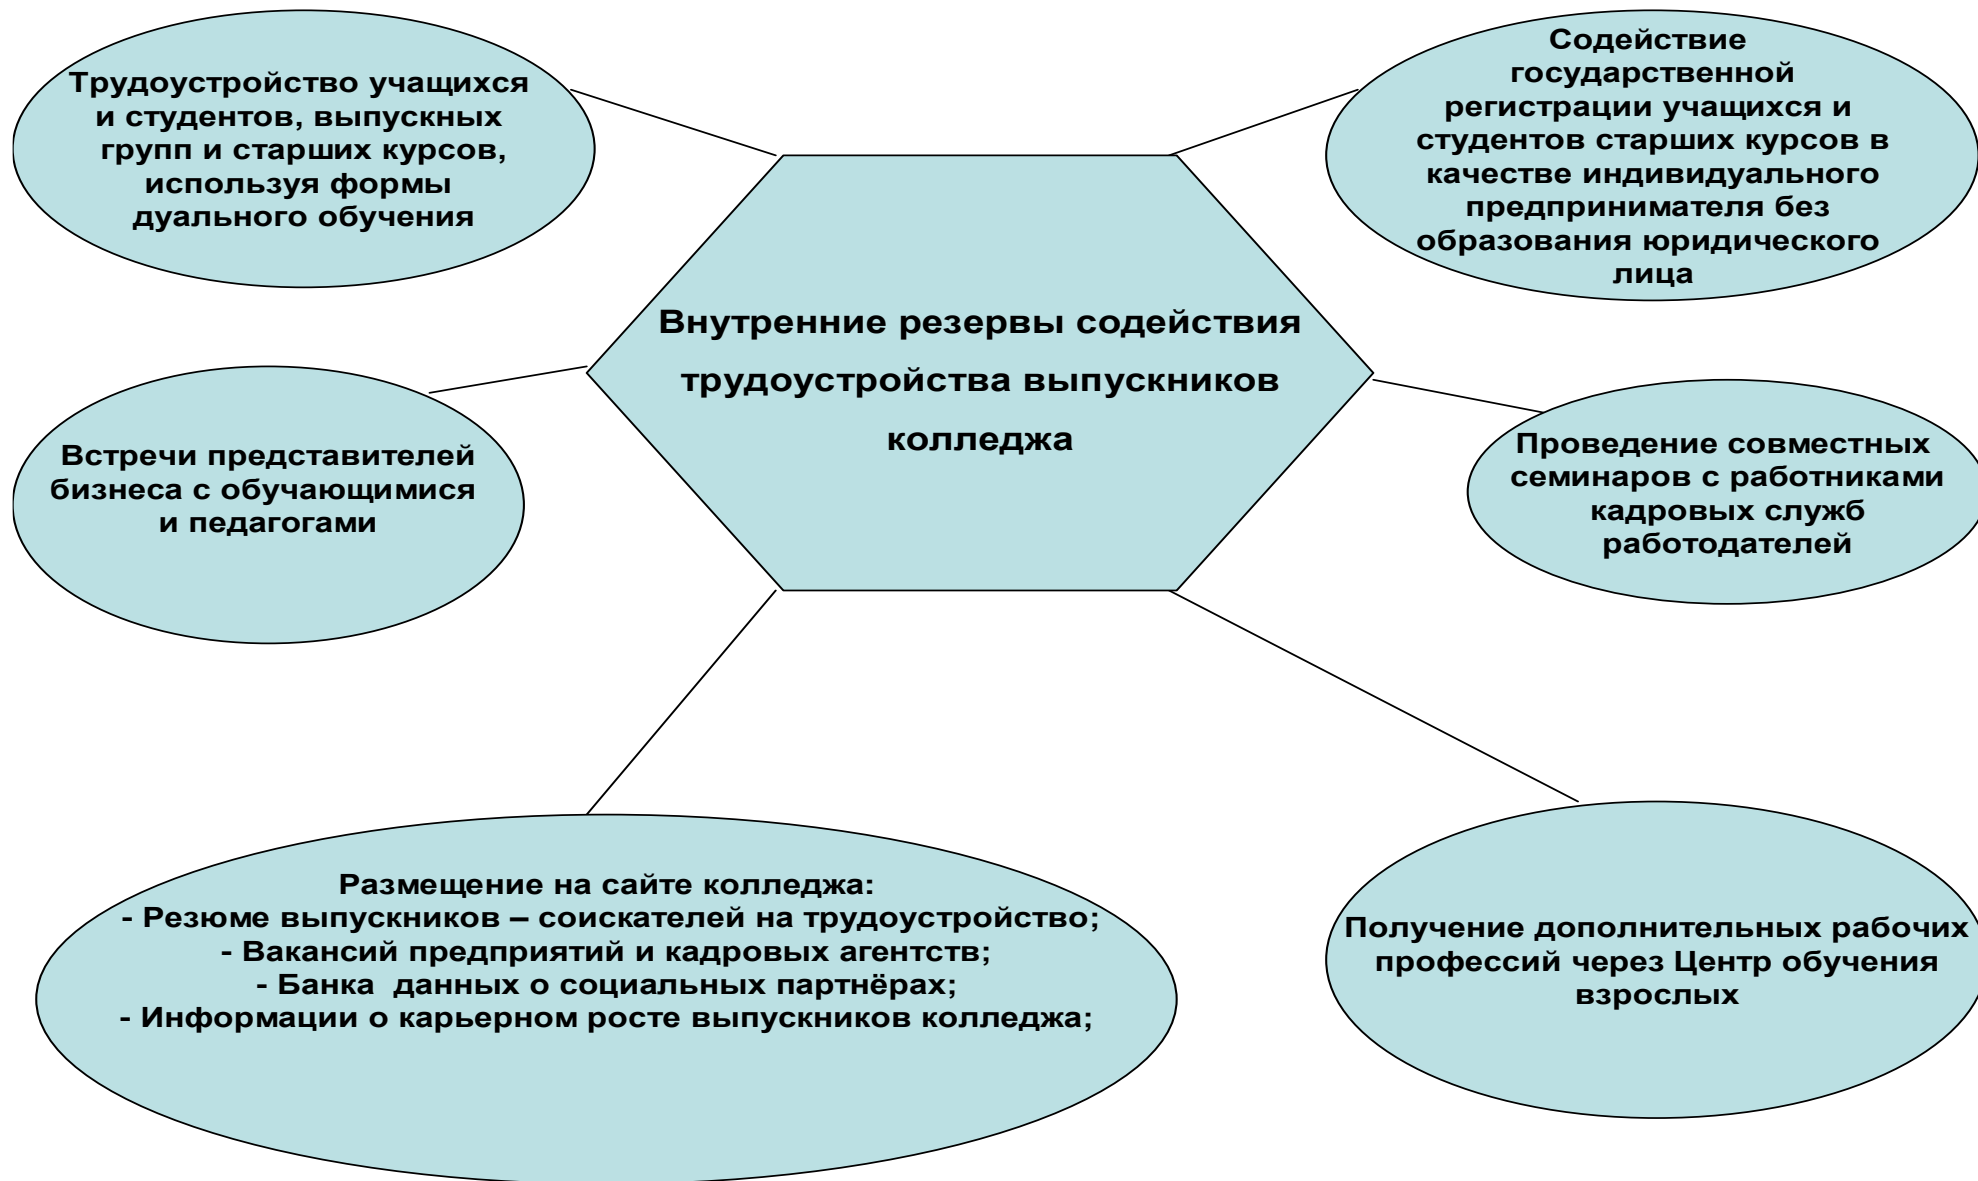 Трудоустройство учащихся
и студентов, выпускных
групп и старших курсов,
используя формы
дуального обучения
Содействие
государственной
регистрации учащихся и
студентов старших курсов в
качестве индивидуального
предпринимателя без
образования юридического
лица
Внутренние резервы содействия
трудоустройства выпускников
колледжа
Встречи представителей
бизнеса с обучающимися
и педагогами
Проведение совместных
семинаров с работниками
кадровых служб
работодателей
Размещение на сайте колледжа:
- Резюме выпускников – соискателей на трудоустройство;
- Вакансий предприятий и кадровых агентств;
- Банка  данных о социальных партнёрах;
- Информации о карьерном росте выпускников колледжа;
Получение дополнительных рабочих
профессий через Центр обучения
взрослых